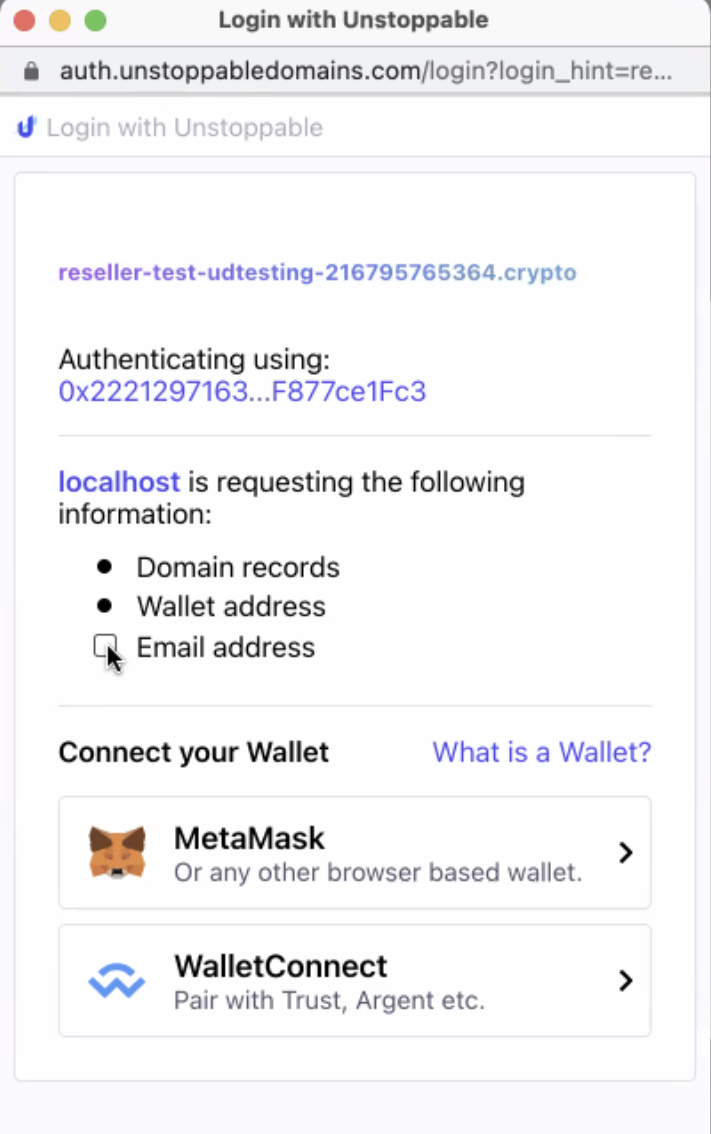 Login with Unstoppable
auth.unstoppabledomains.com/login?login_hint=re...
Login with Unstoppable
reseller-test-udtesting-216795765364.crypto
Authenticating using:
0x2221297163...F877ce1Fc3
localhost is requesting the following
information:
Domain records
Wallet address
Email address
Connect your Wallet What is a Wallet?
MetaMask
Or any other browser based wallet.
WalletConnect
Pair with Trust, Argent etc.